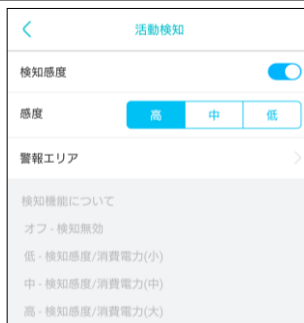 活動検知
検知感度
感度 高 中 低
警報エリア
検知機能について
オフ - 検知無効
低 - 検知感度/消費電力(小)
中 - 検知感度/消費電力(中)
高 - 検知感度/消費電力(大)